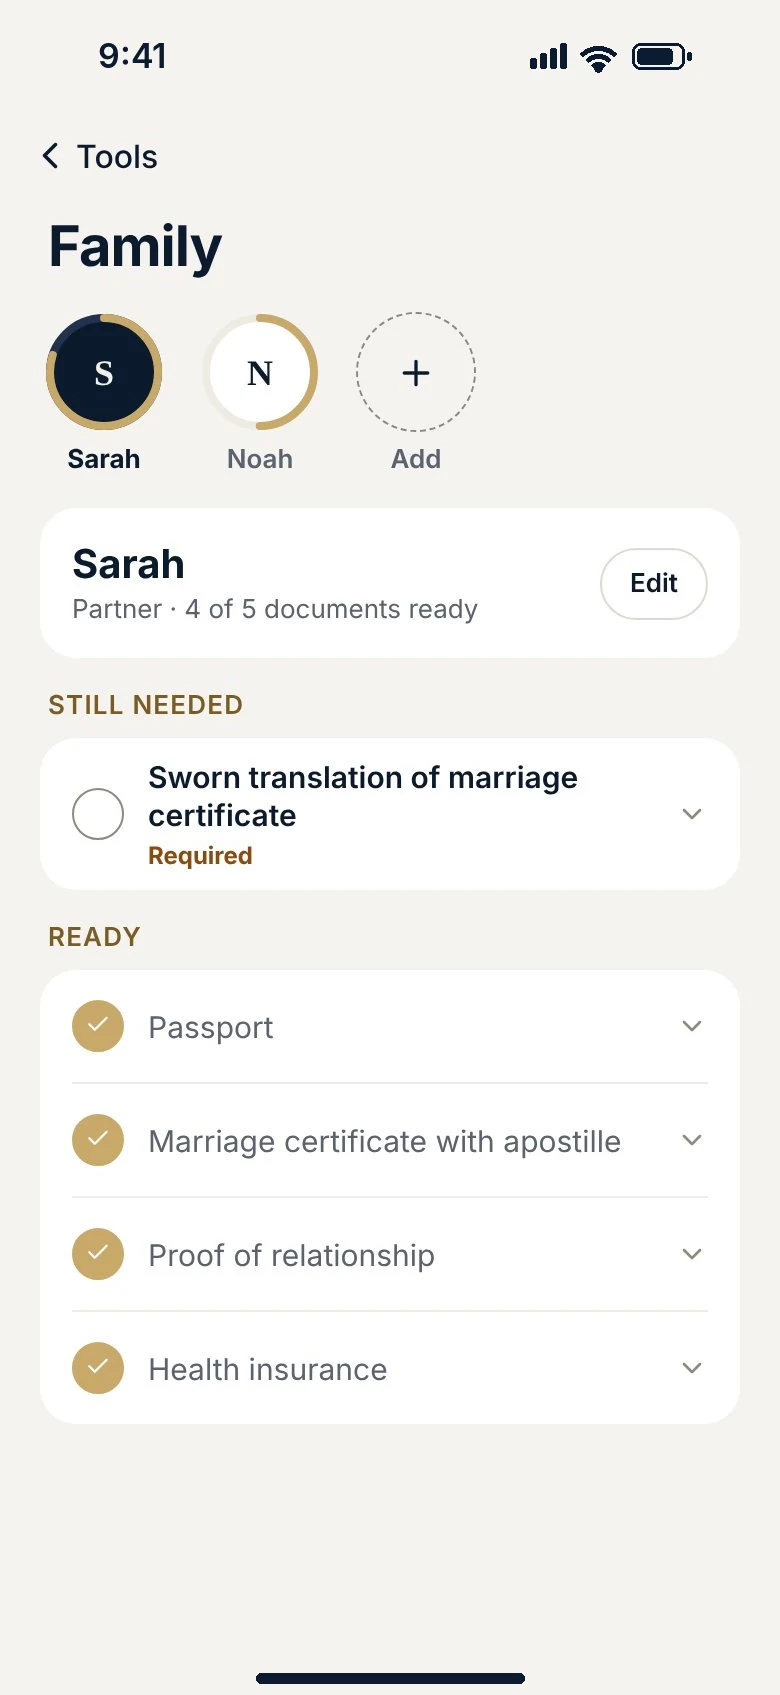 9:41
Tools
Family
S
N
Sarah
Noah
Add
Sarah
Partner · 4 of 5 documents ready
Edit
STILL NEEDED
Sworn translation of marriage
certificate
Required
READY
Passport
Marriage certificate with apostille
Proof of relationship
Health insurance